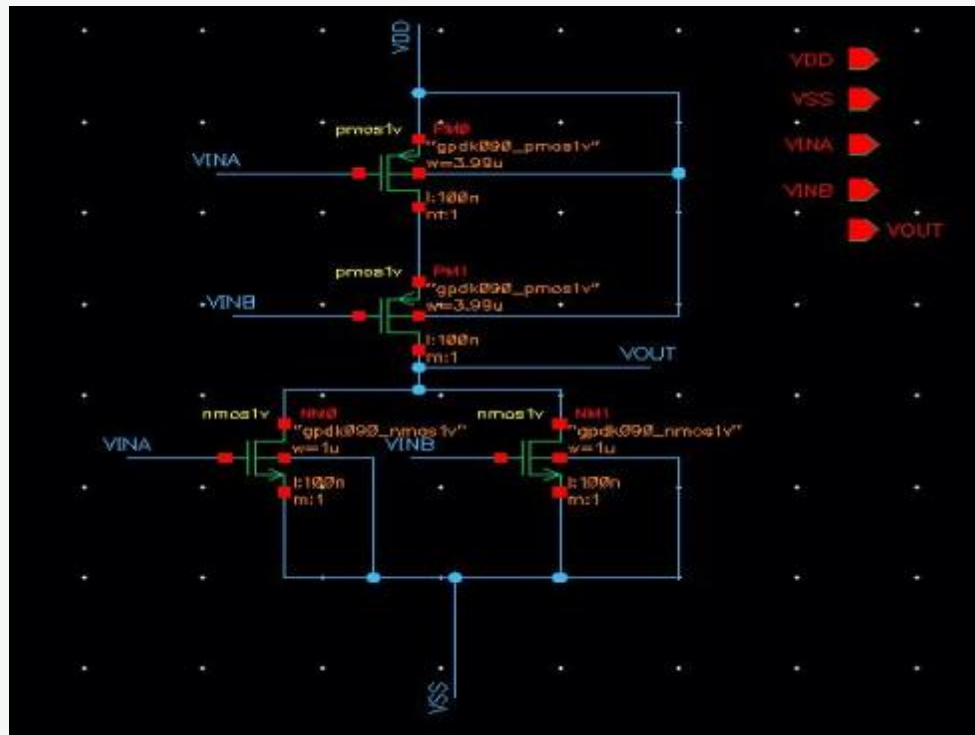 VDD
VDD
VSS
pmos1v PM0
"gpdk090_pmos1v"
VINA
w=3.99u
l:100n
m:1
VINA
VINB
VOUT
pmos1v PM1
"gpdk090_pmos1v"
VINB
w=3.99u
l:100n
m:1
VOUT
nmos1v NM0
"gpdk090_nmos1v"
VINA
w=1u
l:100n
m:1
nmos1v NM1
"gpdk090_nmos1v"
VINB
w=1u
l:100n
m:1
VSS